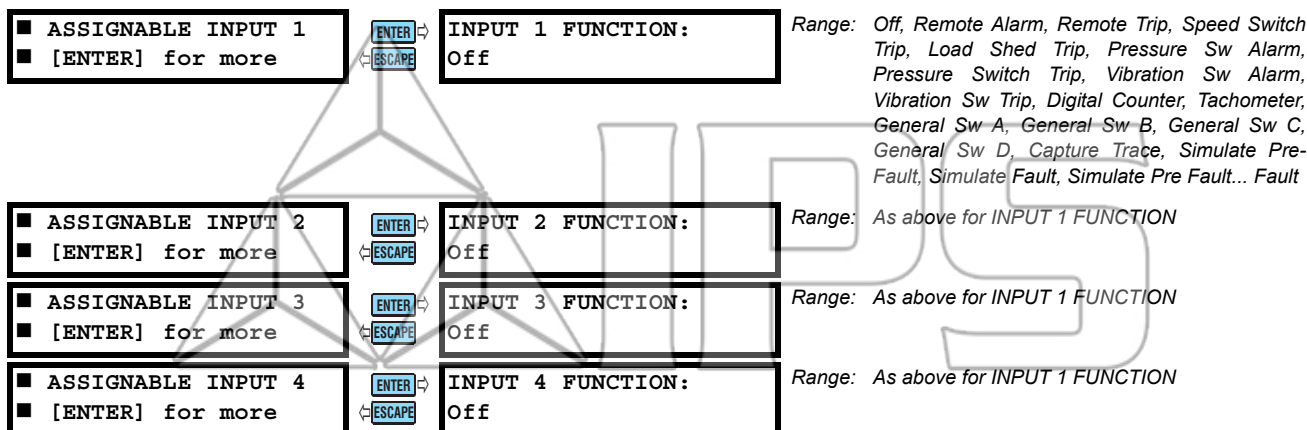 ■ ASSIGNABLE INPUT 1
■ [ENTER] for more
ENTER
ESCAPE
INPUT 1 FUNCTION:
Off
Range: Off, Remote Alarm, Remote Trip, Speed Switch
Trip, Load Shed Trip, Pressure Sw Alarm,
Pressure Switch Trip, Vibration Sw Alarm,
Vibration Sw Trip, Digital Counter, Tachometer,
General Sw A, General Sw B, General Sw C,
General Sw D, Capture Trace, Simulate Pre-
Fault, Simulate Fault, Simulate Pre Fault... Fault
■ ASSIGNABLE INPUT 2
■ [ENTER] for more
ENTER
ESCAPE
INPUT 2 FUNCTION:
Off
Range: As above for INPUT 1 FUNCTION
■ ASSIGNABLE INPUT 3
■ [ENTER] for more
ENTER
ESCAPE
INPUT 3 FUNCTION:
Off
Range: As above for INPUT 1 FUNCTION
■ ASSIGNABLE INPUT 4
■ [ENTER] for more
ENTER
ESCAPE
INPUT 4 FUNCTION:
Off
Range: As above for INPUT 1 FUNCTION
IPS